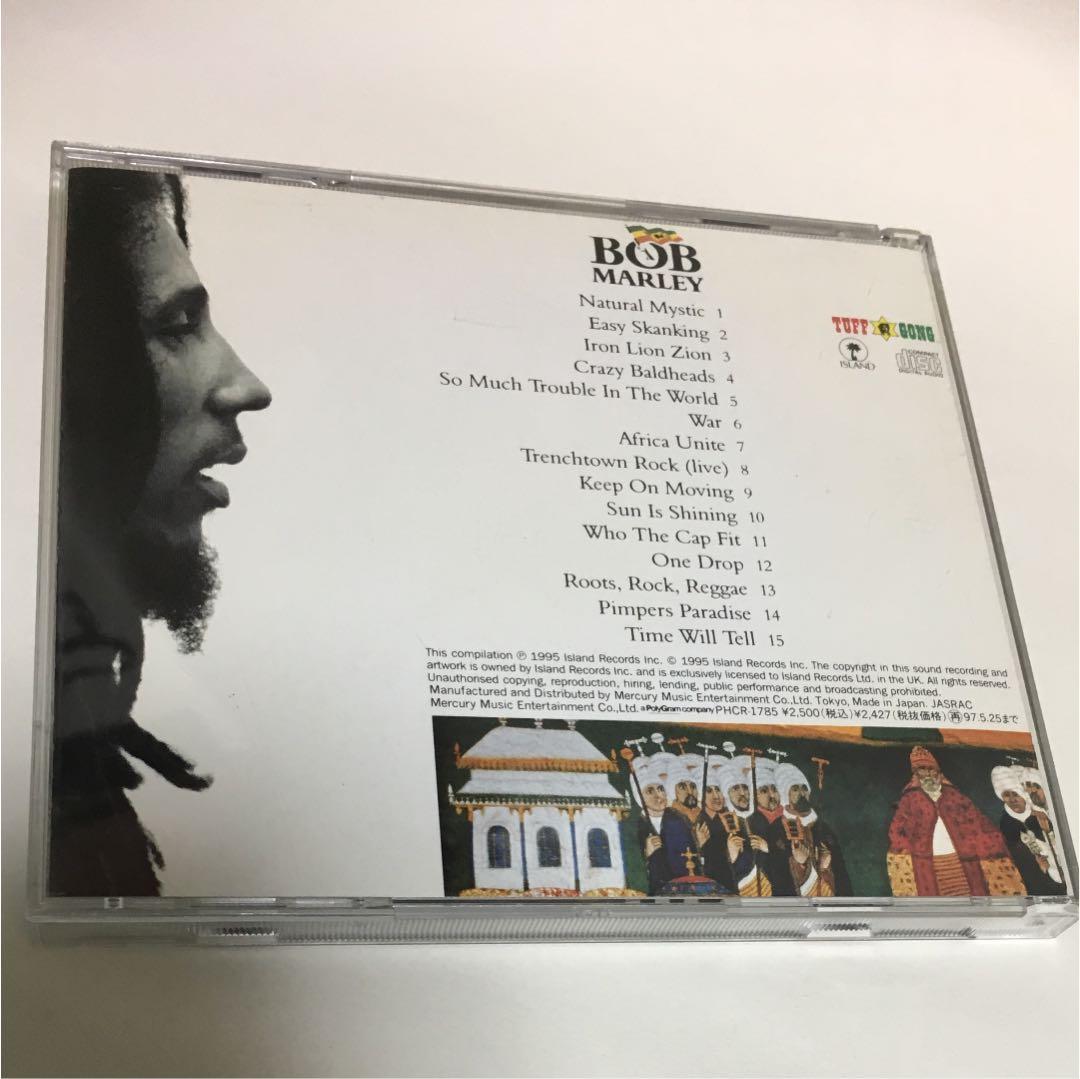 BOB
MARLEY
Natural Mystic 1
Easy Skanking 2
Iron Lion Zion 3
Crazy Baldheads 4
So Much Trouble In The World 5
War 6
Africa Unite 7
Trenchtown Rock (live) 8
Keep On Moving 9
Sun Is Shining 10
Who The Cap Fit 11
One Drop 12
Roots, Rock, Reggae 13
Pimpers Paradise 14
Time Will Tell 15
TUFF GONG
ISLAND
COMPACT
disc
DIGITAL AUDIO
This compilation ℗ 1995 Island Records Inc. © 1995 Island Records Inc. The copyright in this sound recording and
artwork is owned by Island Records Inc. and is exclusively licensed to Island Records Ltd. in the UK. All rights reserved.
Unauthorised copying, reproduction, hiring, lending, public performance and broadcasting prohibited.
Manufactured and Distributed by Mercury Music Entertainment Co.,Ltd. Tokyo, Made in Japan. JASRAC
Mercury Music Entertainment Co.,Ltd. a PolyGram company PHCR-1785 ¥2,500(税込)¥2,427(税抜価格)㊢97.5.25まで